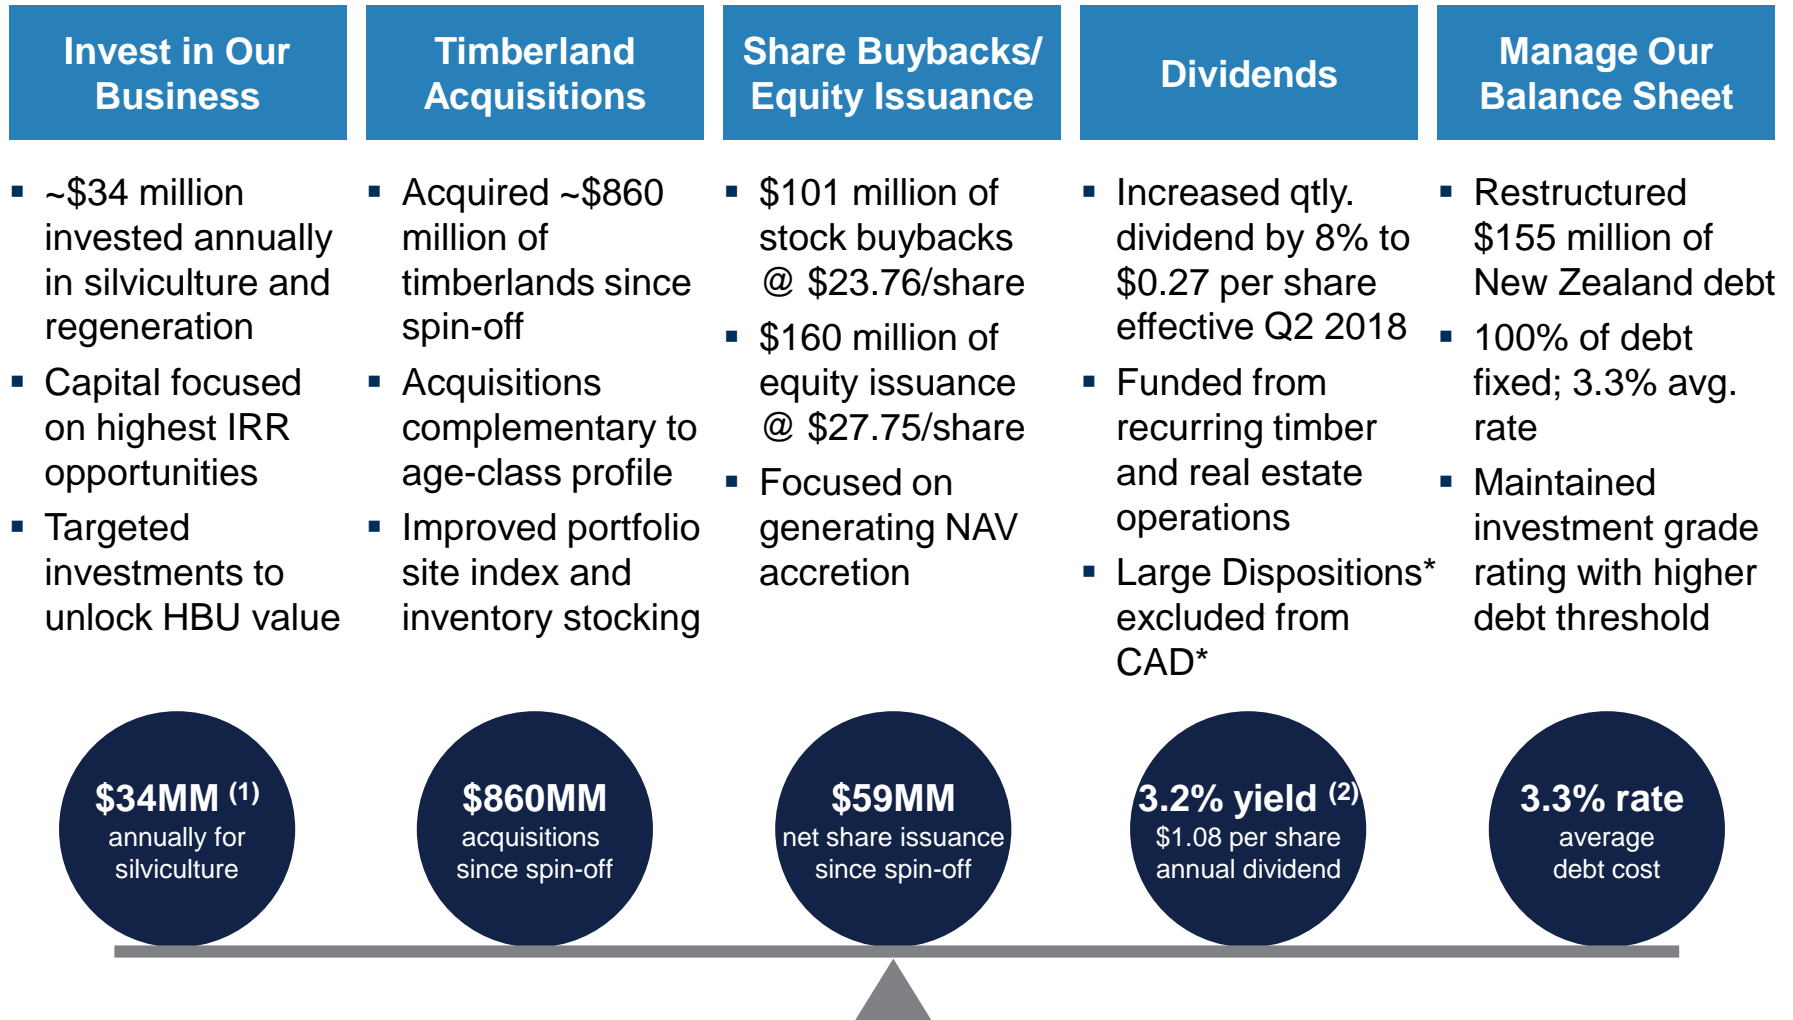 Invest in Our
Business
▪ ~$34 million
invested annually
in silviculture and
regeneration
▪ Capital focused
on highest IRR
opportunities
▪ Targeted
investments to
unlock HBU value
$34MM (1)
annually for
silviculture
Timberland
Acquisitions
▪ Acquired ~$860
million of
timberlands since
spin-off
▪ Acquisitions
complementary to
age-class profile
▪ Improved portfolio
site index and
inventory stocking
$860MM
acquisitions
since spin-off
Share Buybacks/
Equity Issuance
▪ $101 million of
stock buybacks
@ $23.76/share
▪ $160 million of
equity issuance
@ $27.75/share
▪ Focused on
generating NAV
accretion
$59MM
net share issuance
since spin-off
Dividends
▪ Increased qtly.
dividend by 8% to
$0.27 per share
effective Q2 2018
▪ Funded from
recurring timber
and real estate
operations
▪ Large Dispositions*
excluded from
CAD*
3.2% yield (2)
$1.08 per share
annual dividend
Manage Our
Balance Sheet
▪ Restructured
$155 million of
New Zealand debt
▪ 100% of debt
fixed; 3.3% avg.
rate
▪ Maintained
investment grade
rating with higher
debt threshold
3.3% rate
average
debt cost